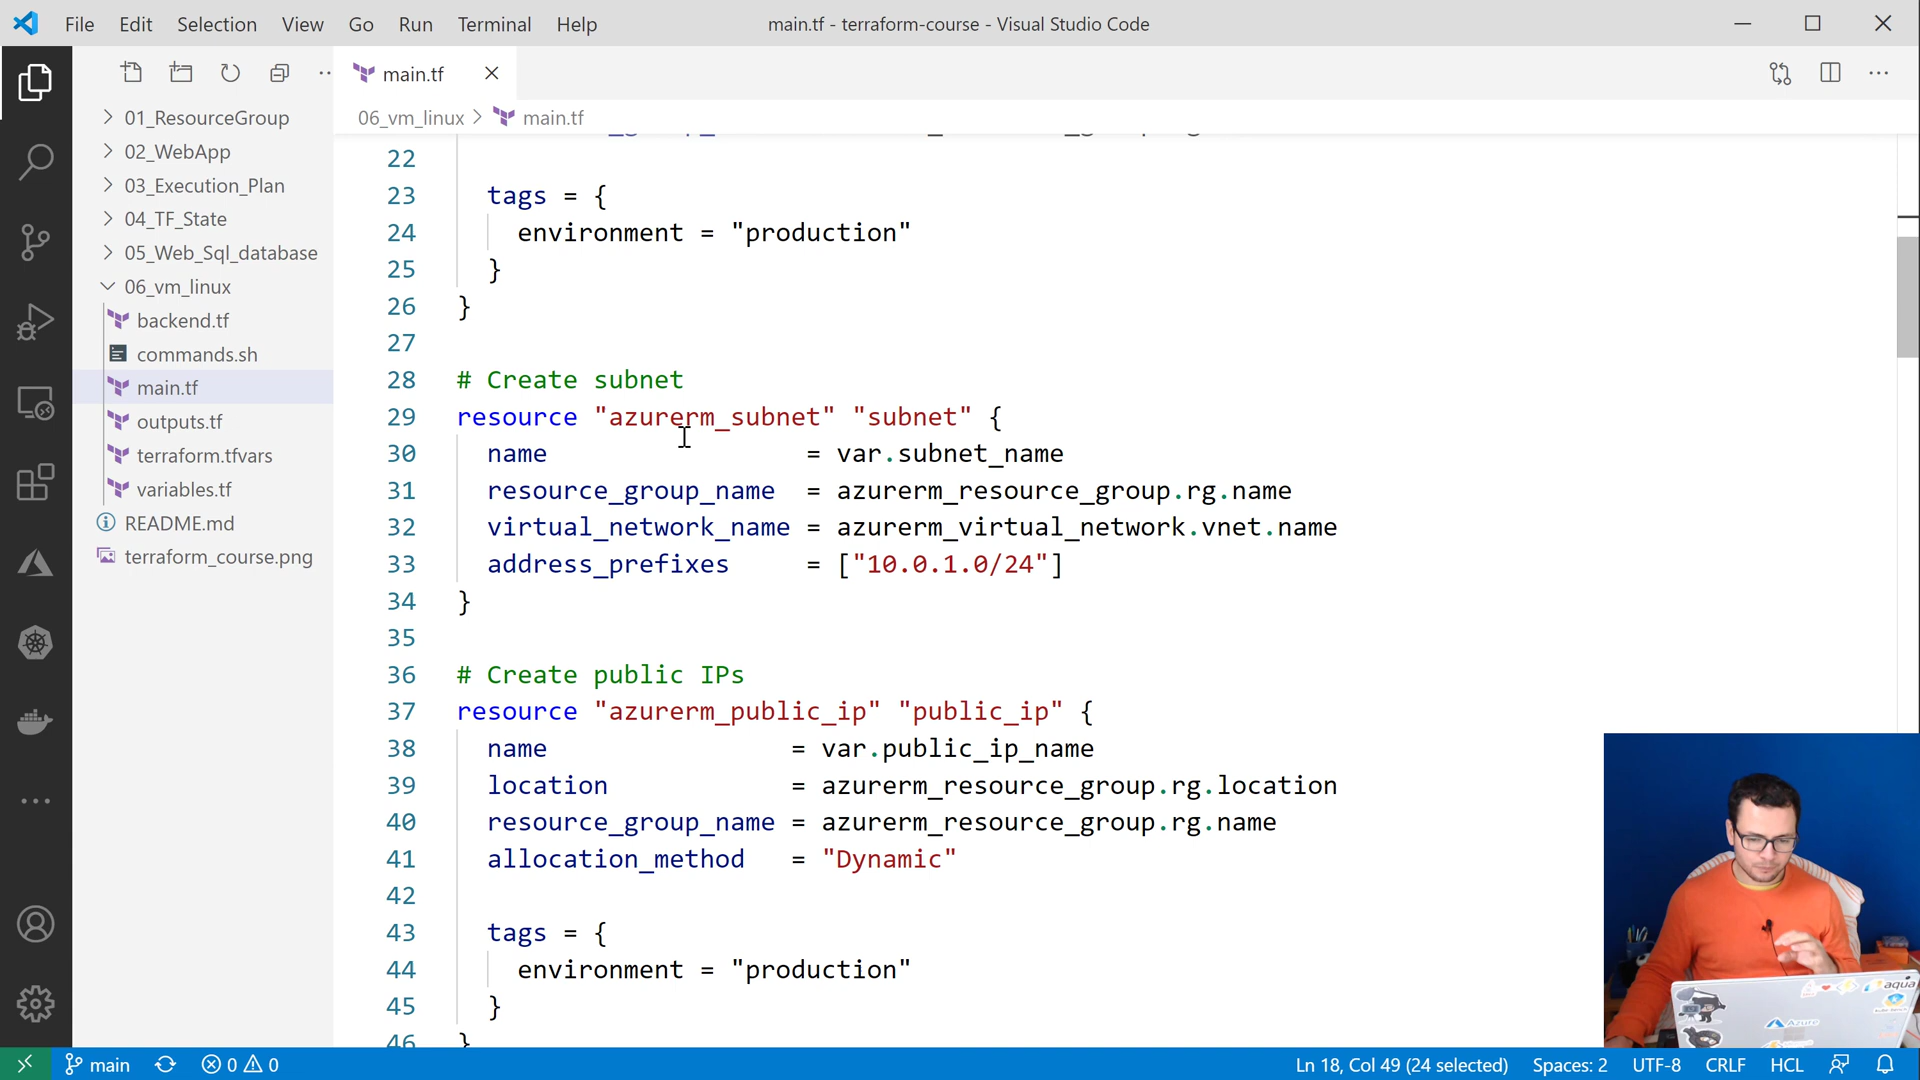 File Edit Selection View Go Run Terminal Help
main.tf - terraform-course - Visual Studio Code
main.tf
06_vm_linux > main.tf
01_ResourceGroup
02_WebApp
03_Execution_Plan
04_TF_State
05_Web_Sql_database
06_vm_linux
backend.tf
commands.sh
main.tf
outputs.tf
terraform.tfvars
variables.tf
README.md
terraform_course.png
22
23 tags = {
24 environment = "production"
25 }
26 }
27
28 # Create subnet
29 resource "azurerm_subnet" "subnet" {
30 name = var.subnet_name
31 resource_group_name = azurerm_resource_group.rg.name
32 virtual_network_name = azurerm_virtual_network.vnet.name
33 address_prefixes = ["10.0.1.0/24"]
34 }
35
36 # Create public IPs
37 resource "azurerm_public_ip" "public_ip" {
38 name = var.public_ip_name
39 location = azurerm_resource_group.rg.location
40 resource_group_name = azurerm_resource_group.rg.name
41 allocation_method = "Dynamic"
42
43 tags = {
44 environment = "production"
45 }
46 }
aqua
Azure
main 0 0 Ln 18, Col 49 (24 selected) Spaces: 2 UTF-8 CRLF HCL